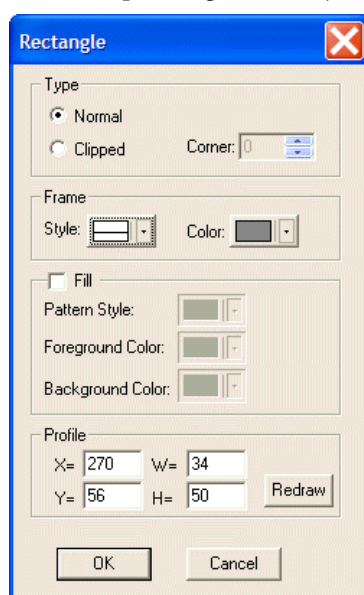 Rectangle
Type
Normal
Clipped Corner: 0
Frame
Style: Color:
Fill
Pattern Style:
Foreground Color:
Background Color:
Profile
X= 270 W= 34
Y= 56 H= 50 Redraw
OK Cancel